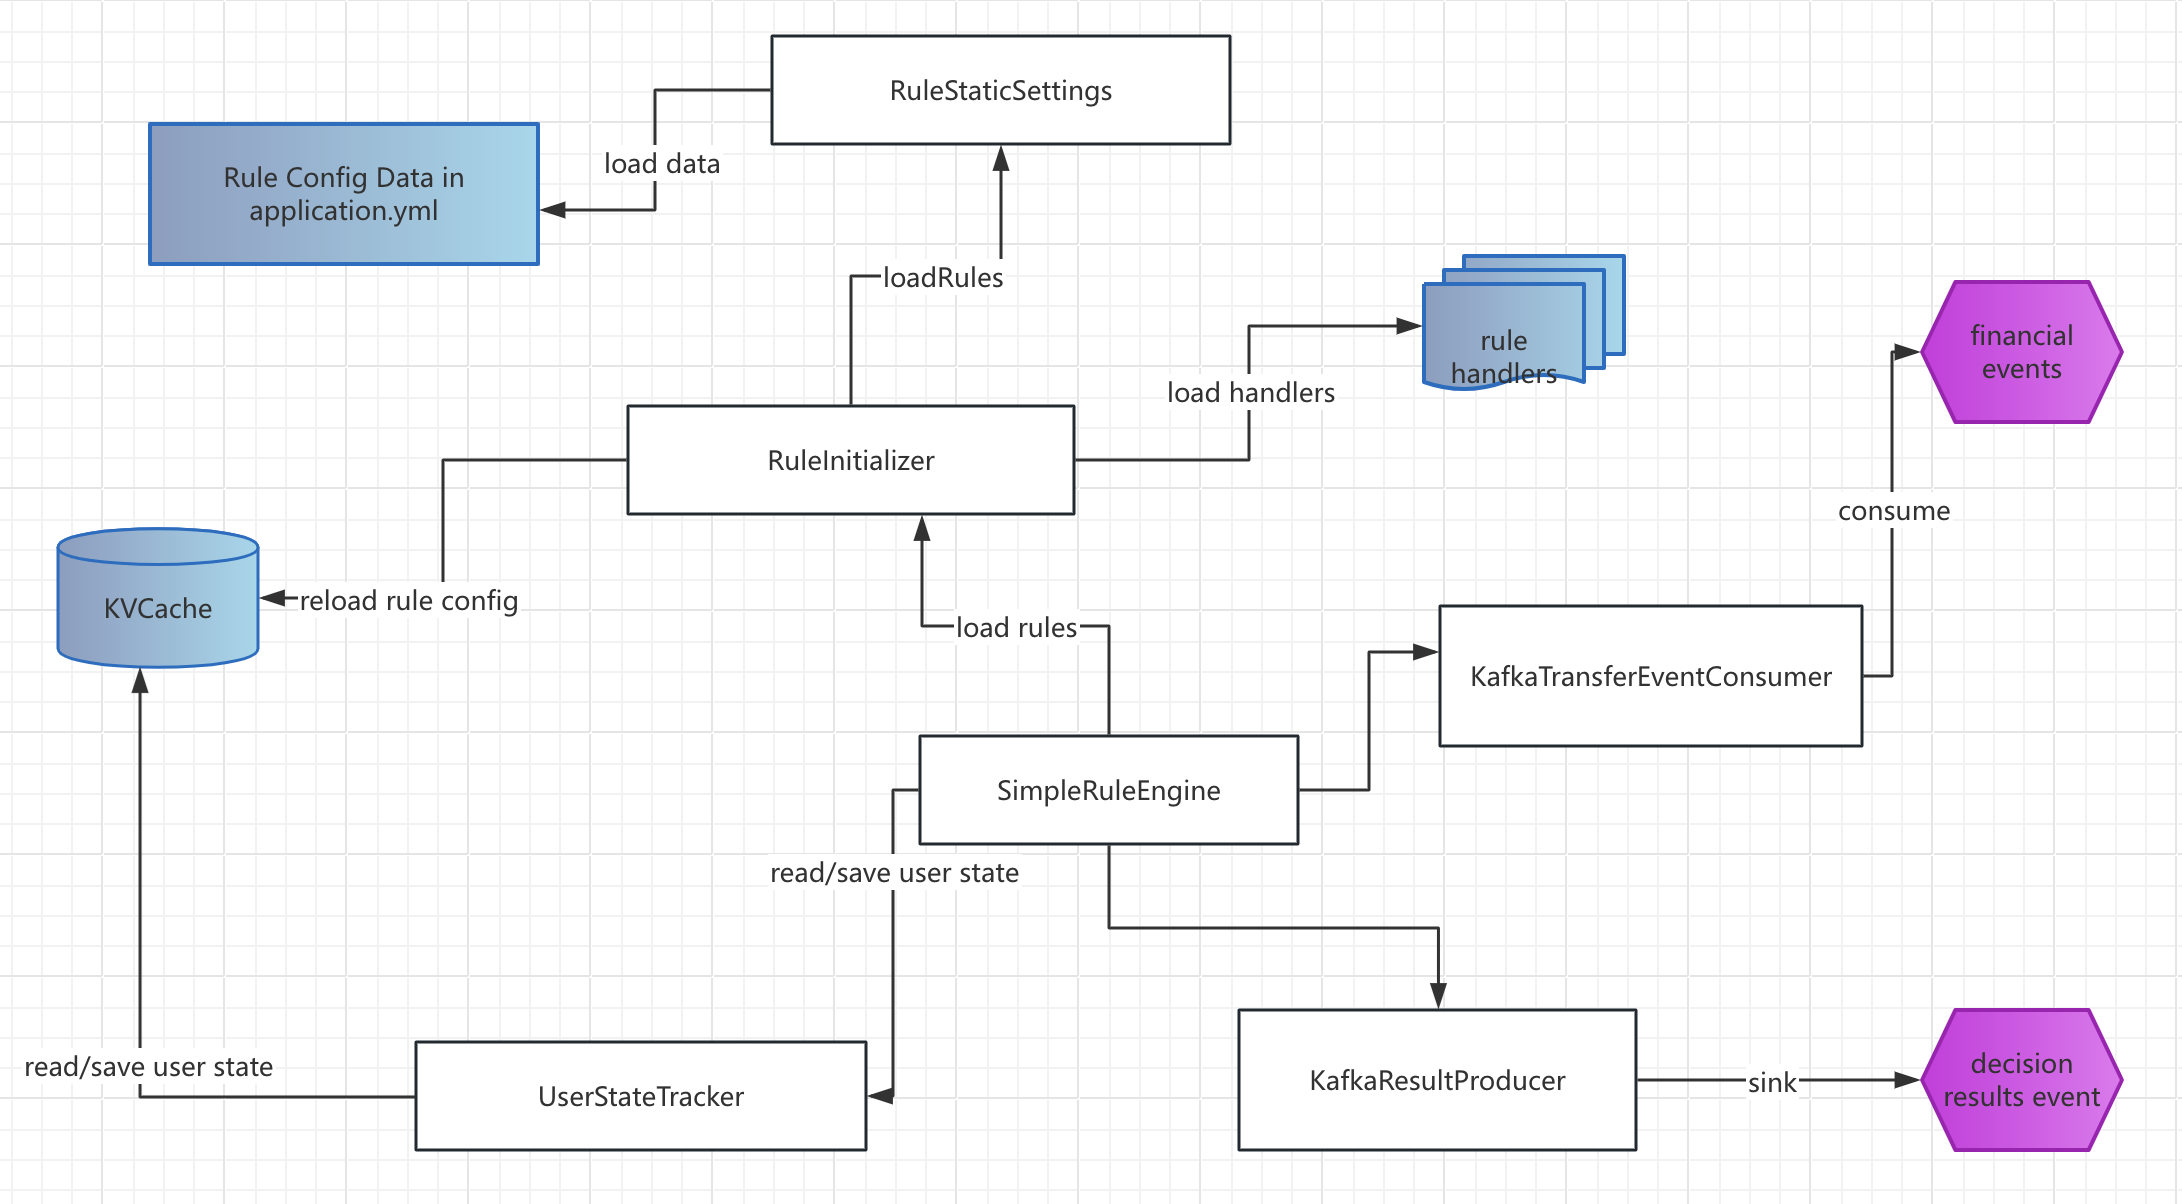 RuleStaticSettings
load data
Rule Config Data in
application.yml
loadRules
rule
handlers
financial
events
load handlers
RuleInitializer
consume
KVCache
reload rule config
load rules
KafkaTransferEventConsumer
SimpleRuleEngine
read/save user state
read/save user state
UserStateTracker
KafkaResultProducer
sink
decision
results event